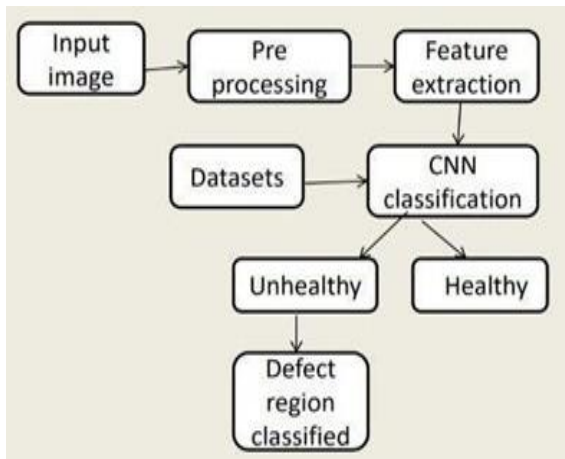 Input
image
Pre
processing
Feature
extraction
Datasets
CNN
classification
Unhealthy
Healthy
Defect
region
classified